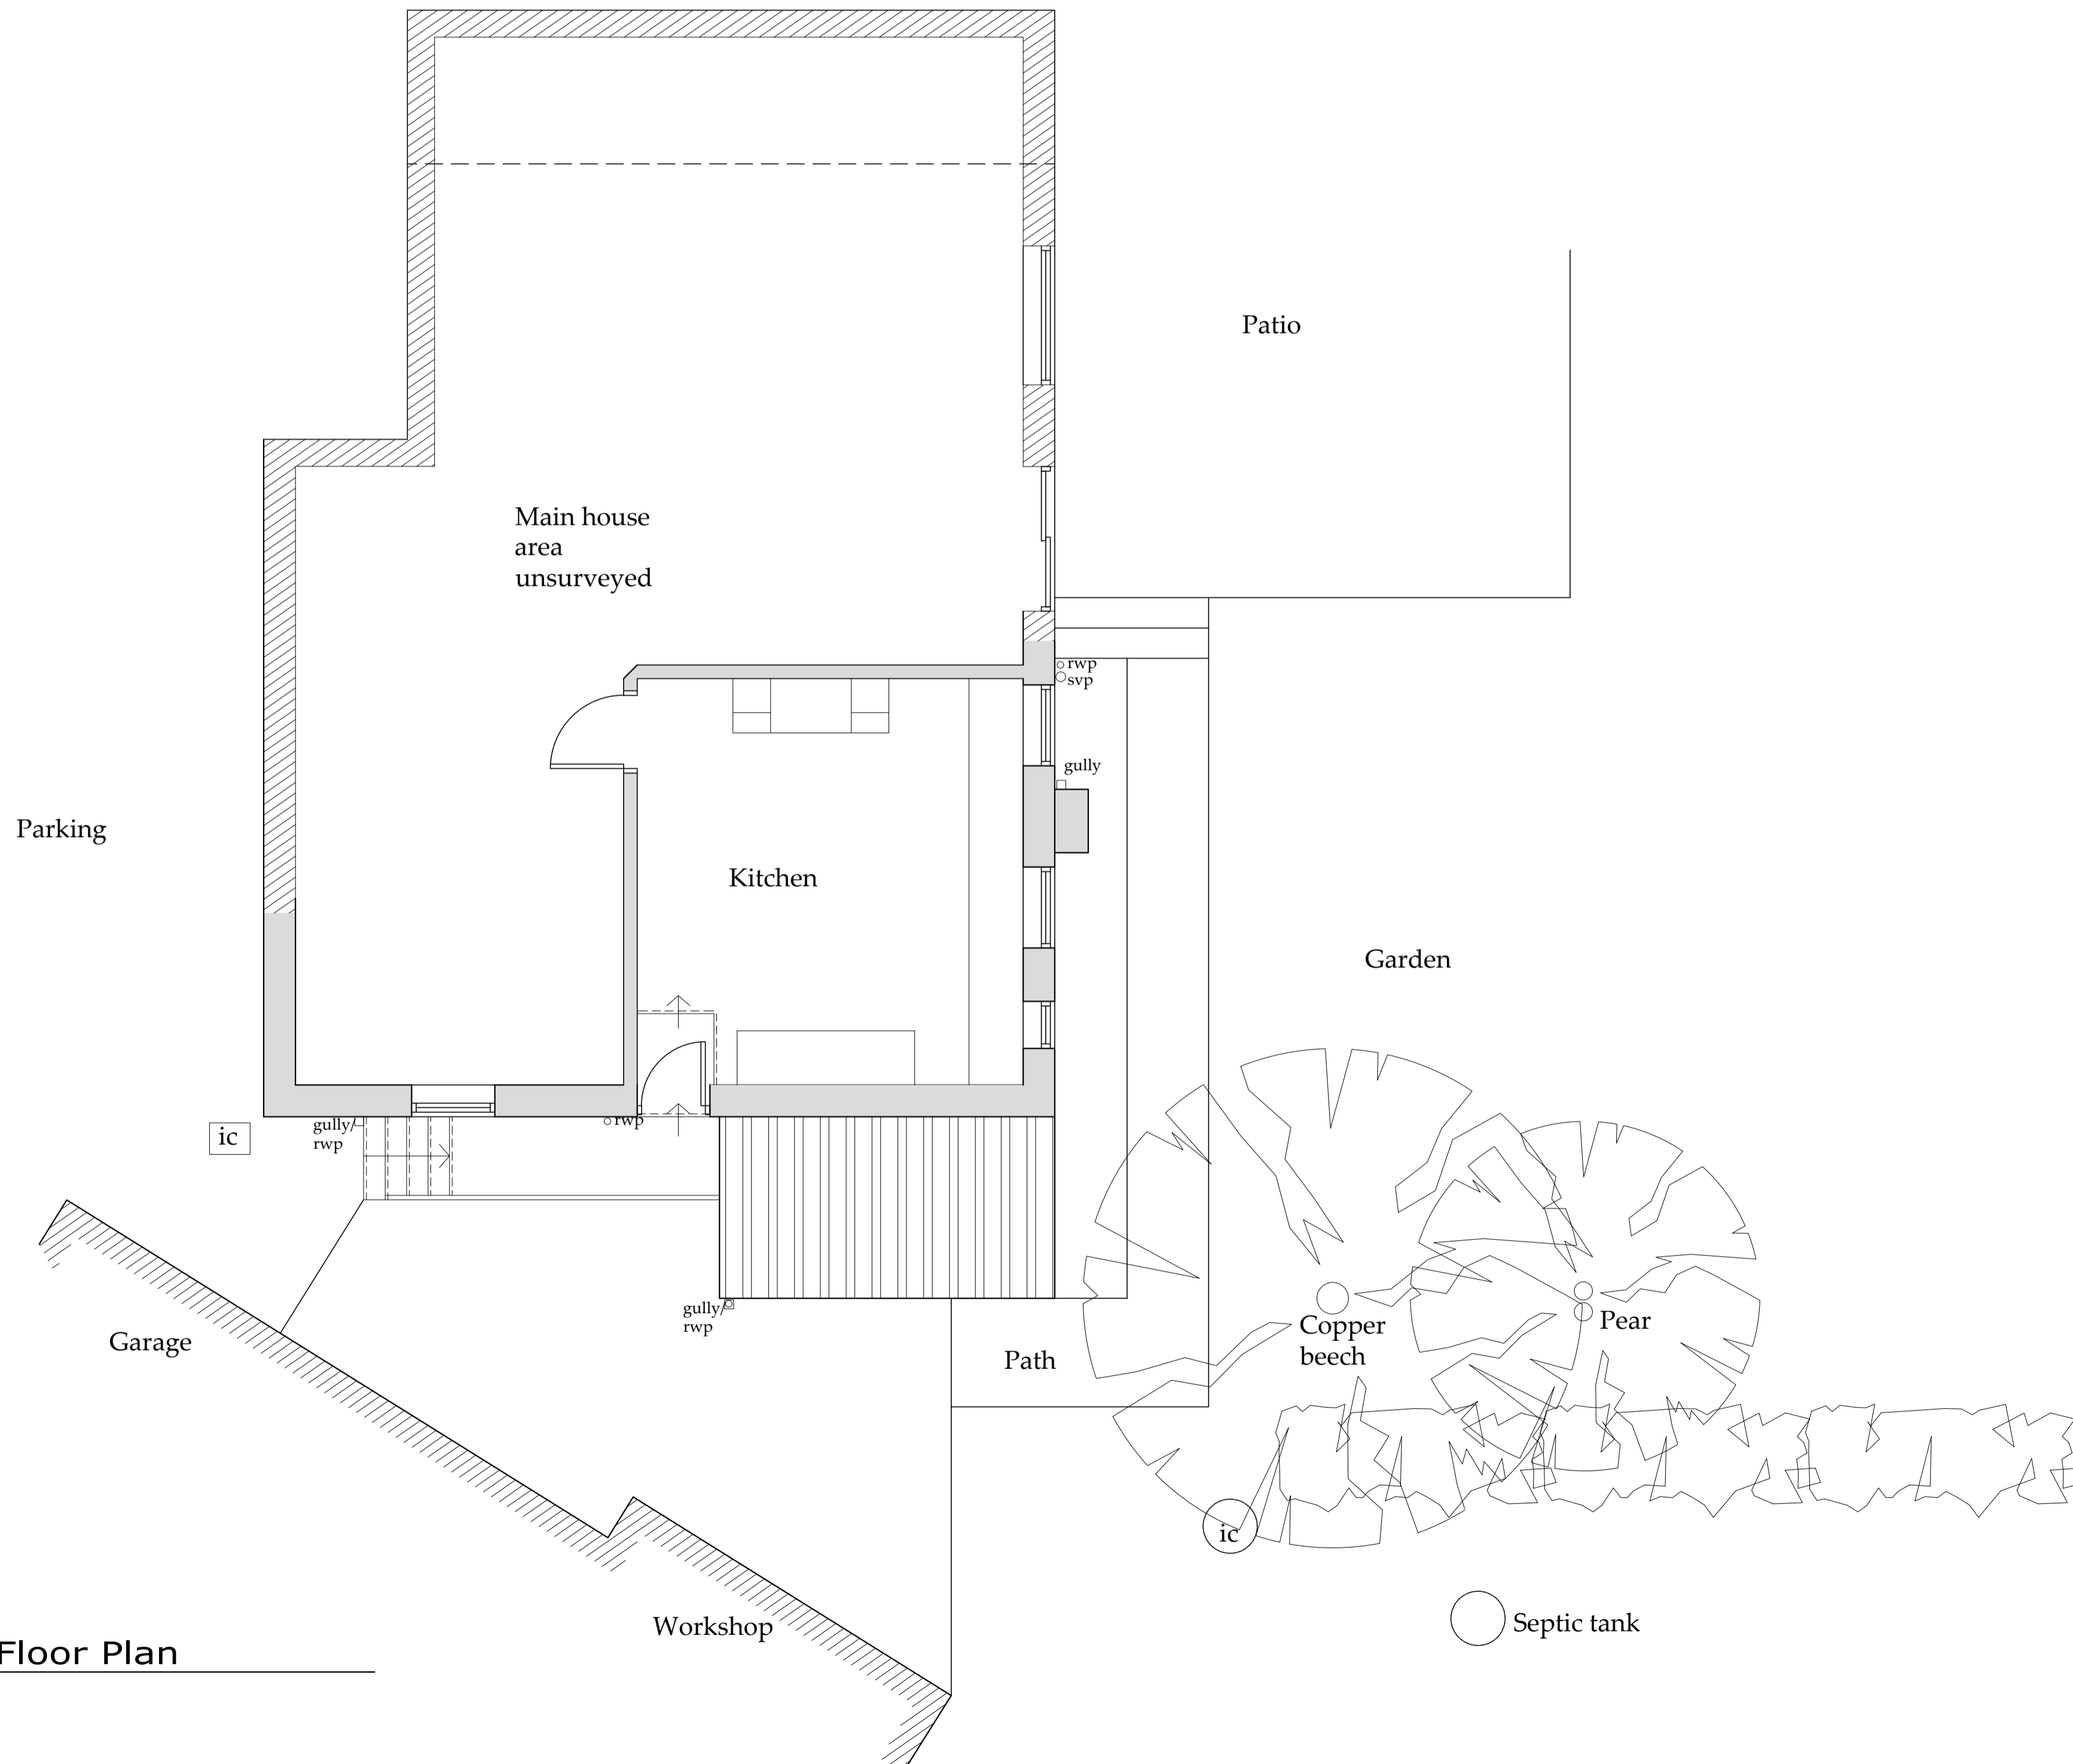 Patio
Main house
area
unsurveyed
rwp
svp
gully
Parking
Kitchen
Garden
rwp
gully/
rwp
ic
gully/
rwp
Garage
Path
Copper
beech
Pear
ic
Workshop
Septic tank
Floor Plan